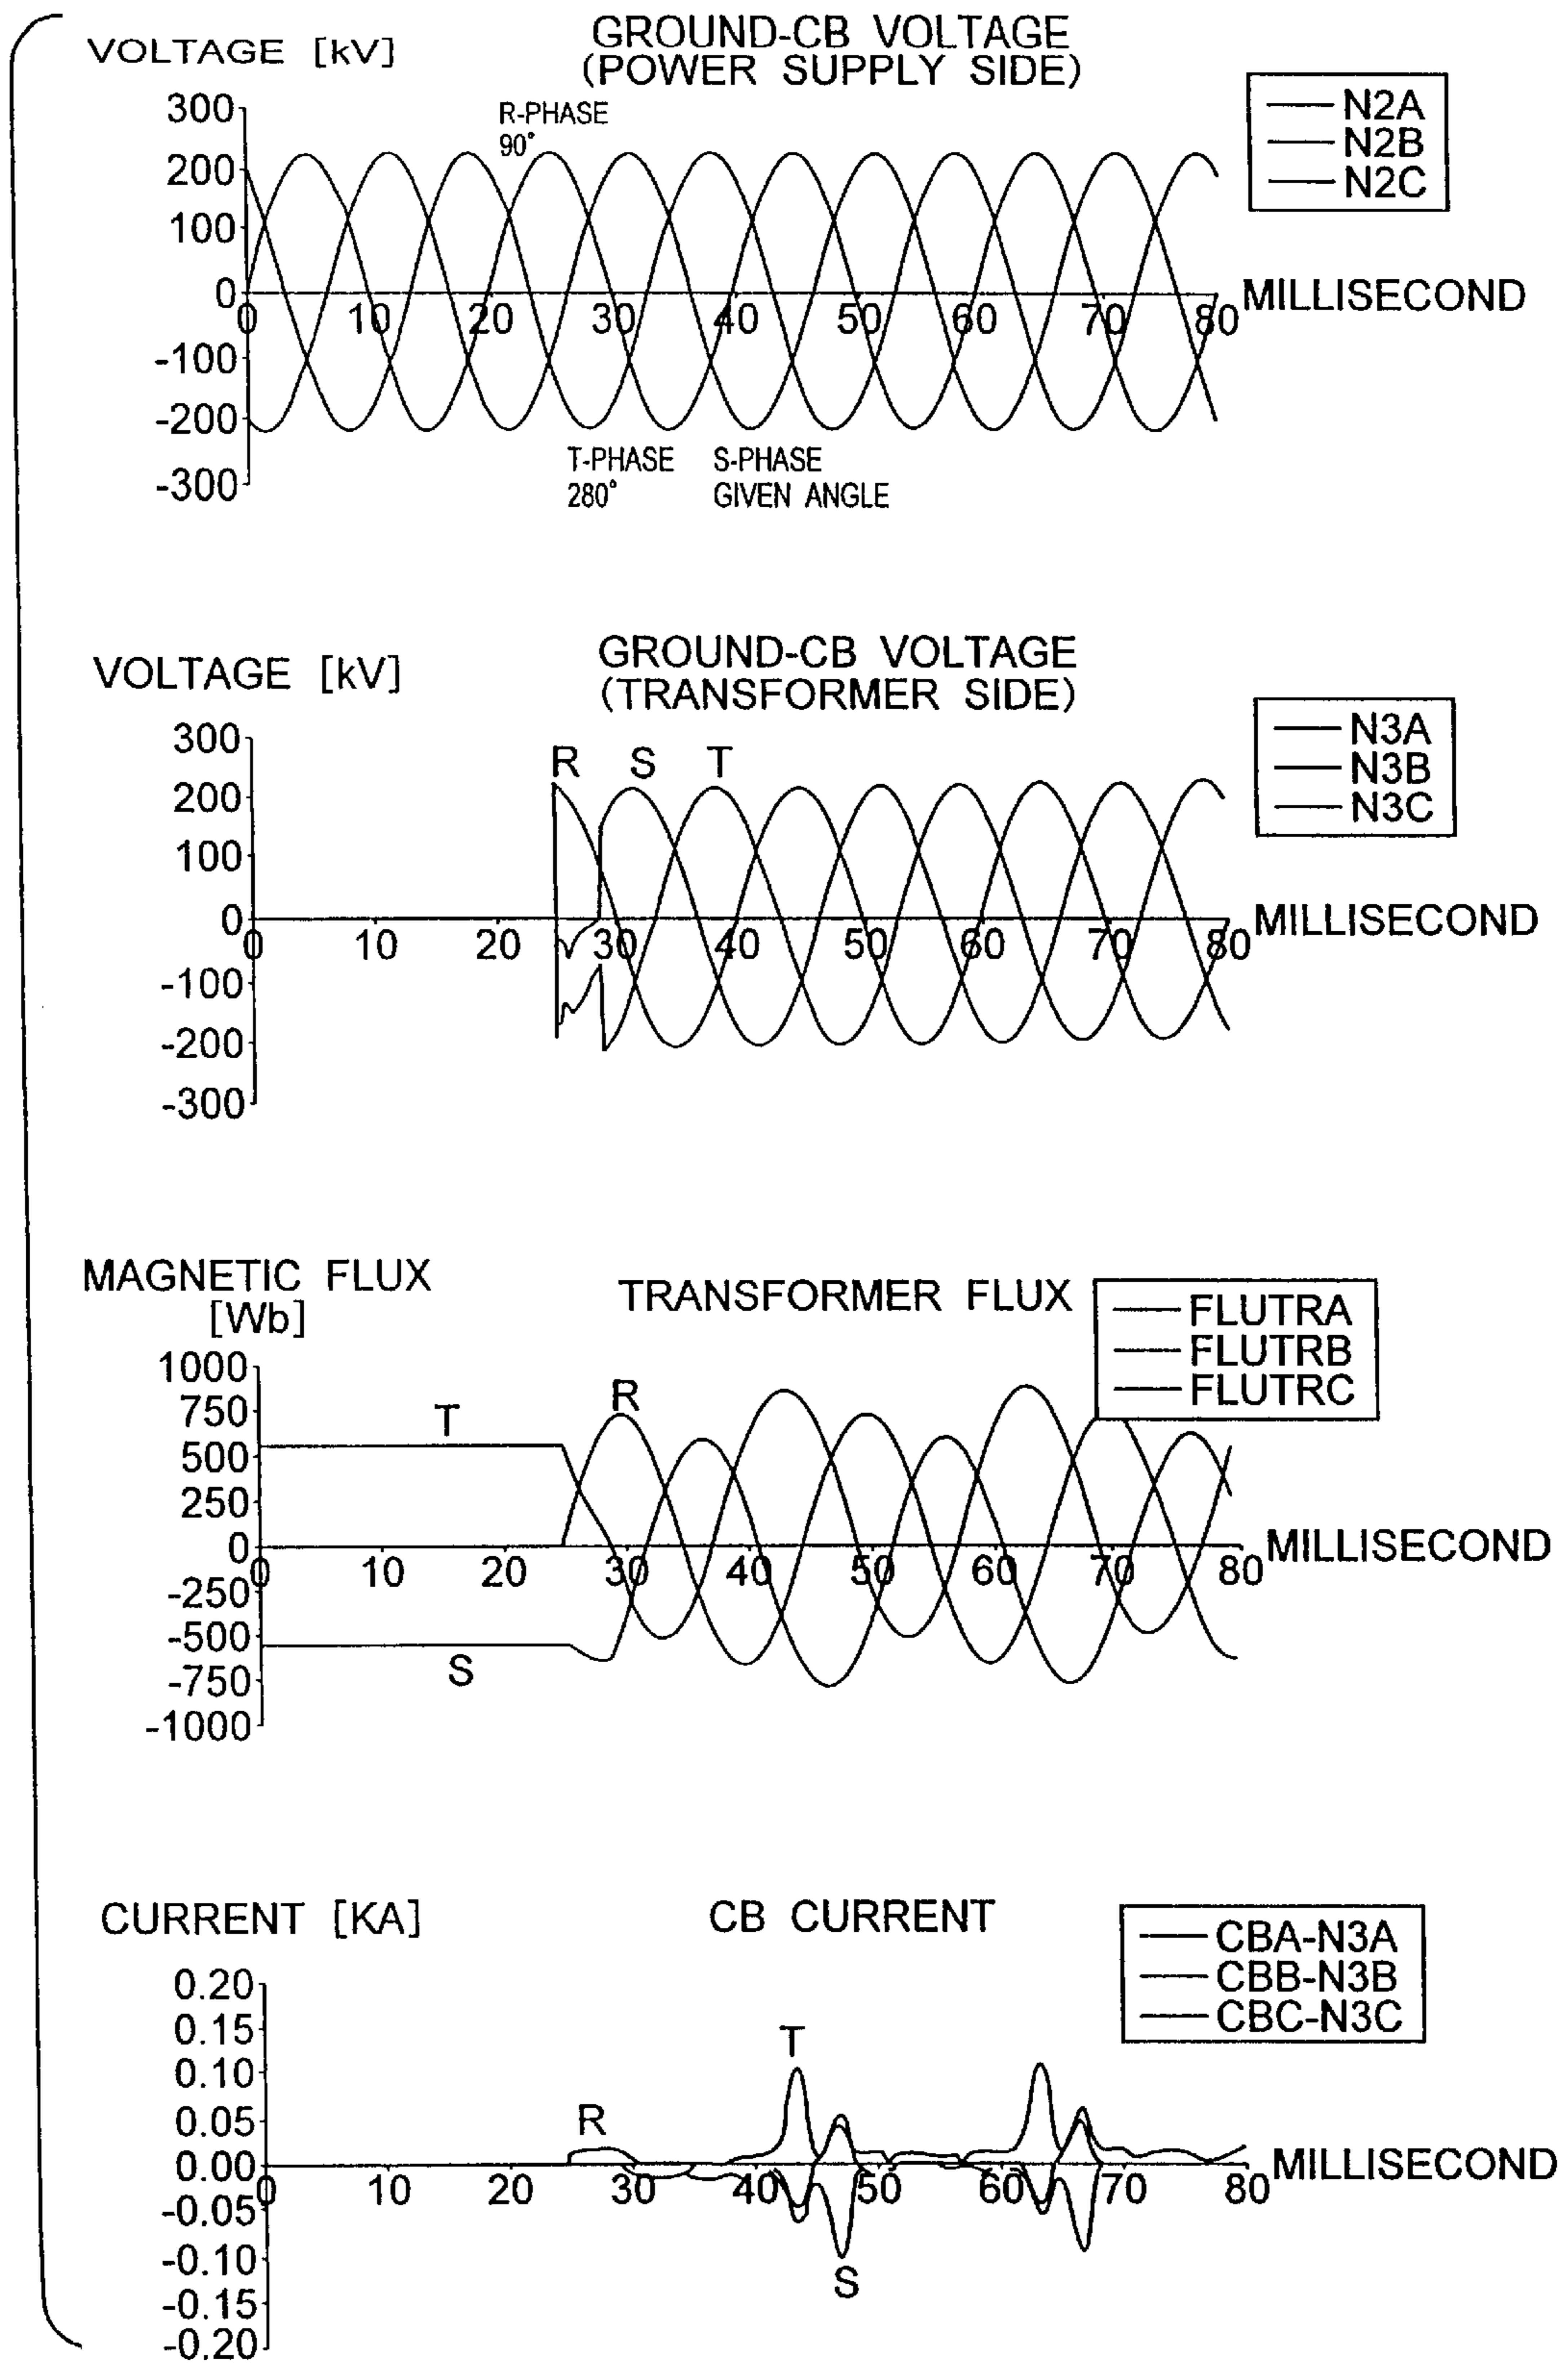 VOLTAGE [kV]
GROUND-CB VOLTAGE
(POWER SUPPLY SIDE)
N2A
N2B
N2C
R-PHASE
90°
300
200
100
0
-100
-200
-300
0 10 20 30 40 50 60 70 80
MILLISECOND
T-PHASE
280°
S-PHASE
GIVEN ANGLE
VOLTAGE [kV]
GROUND-CB VOLTAGE
(TRANSFORMER SIDE)
N3A
N3B
N3C
R S T
300
200
100
0
-100
-200
-300
0 10 20 30 40 50 60 70 80
MILLISECOND
MAGNETIC FLUX
[Wb]
TRANSFORMER FLUX
FLUTRA
FLUTRB
FLUTRC
T
R
S
1000
750
500
250
0
-250
-500
-750
-1000
0 10 20 30 40 50 60 70 80
MILLISECOND
CURRENT [KA]
CB CURRENT
CBA-N3A
CBB-N3B
CBC-N3C
T
R
S
0.20
0.15
0.10
0.05
0.00
-0.05
-0.10
-0.15
-0.20
0 10 20 30 40 50 60 70 80
MILLISECOND